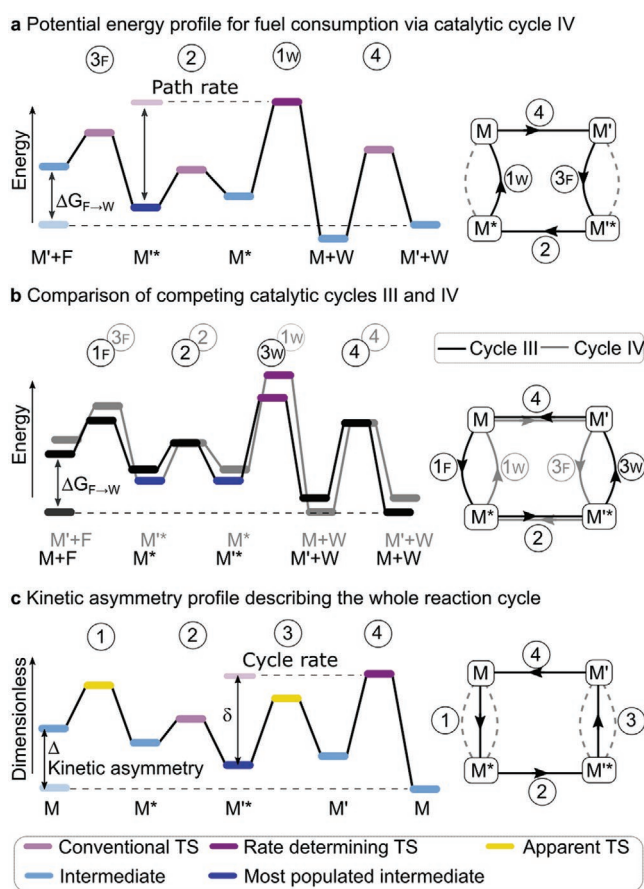 a Potential energy profile for fuel consumption via catalytic cycle IV
3F 2 1W 4
Path rate
Energy
ΔG F→W
M'+F M'* M* M+W M'+W
4
M M'
1W 3F
M* M'*
2
b Comparison of competing catalytic cycles III and IV
3F 2 1W 4
1F 2 3W 4
Cycle III Cycle IV
Energy
ΔG F→W
M'+F M'* M* M+W M'+W
M+F M* M'* M'+W M+W
4
M M'
1F 1W 3F 3W
M* M'*
2
c Kinetic asymmetry profile describing the whole reaction cycle
1 2 3 4
Cycle rate
Dimensionless
δ
Δ
Kinetic asymmetry
M M* M'* M' M
4
M M'
1 3
M* M'*
2
Conventional TS Rate determining TS Apparent TS
Intermediate Most populated intermediate